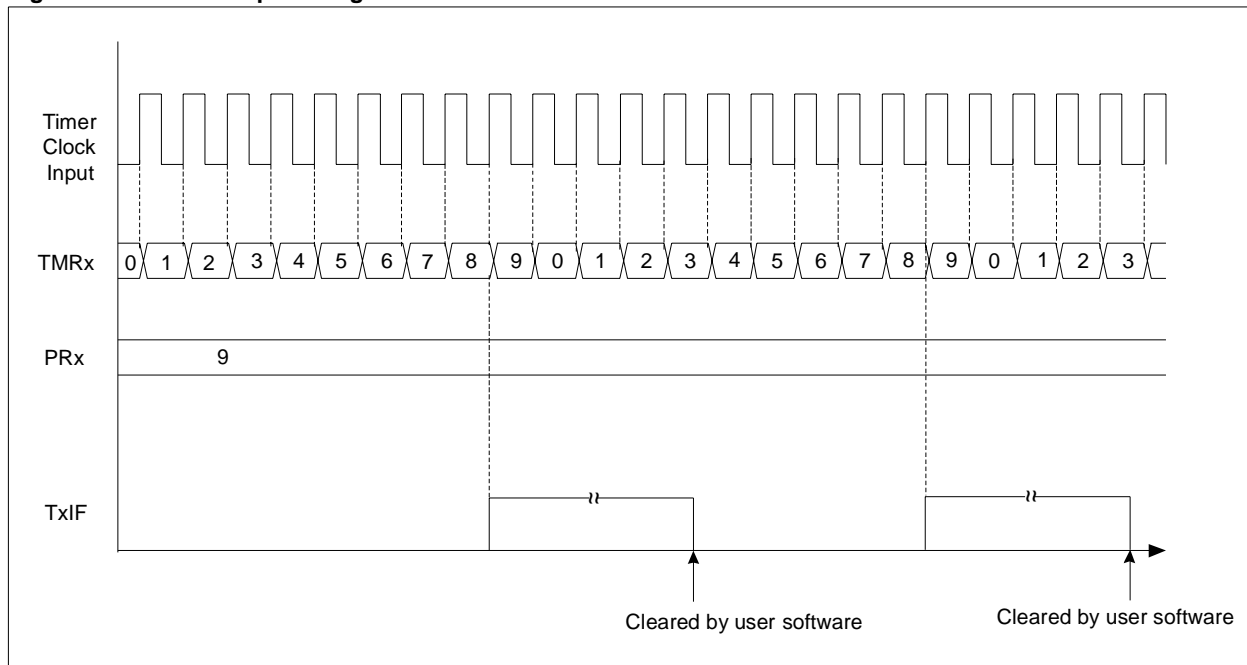 Timer
Clock
Input
TMRx 0 1 2 3 4 5 6 7 8 9 0 1 2 3 4 5 6 7 8 9 0 1 2 3
PRx 9
TxIF
Cleared by user software
Cleared by user software